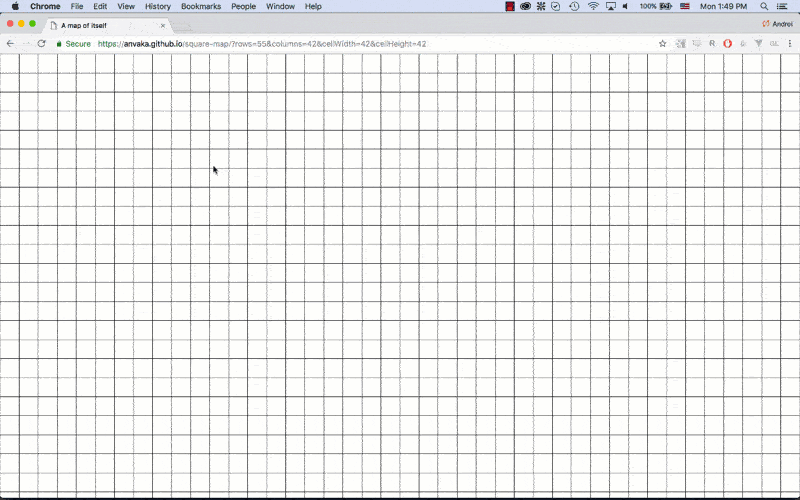 Chrome File Edit View History Bookmarks People Window Help 100% Mon 1:49 PM
A map of itself Andrei
Secure https://anvaka.github.io/square-map/?rows=55&columns=42&cellWidth=42&cellHeight=42